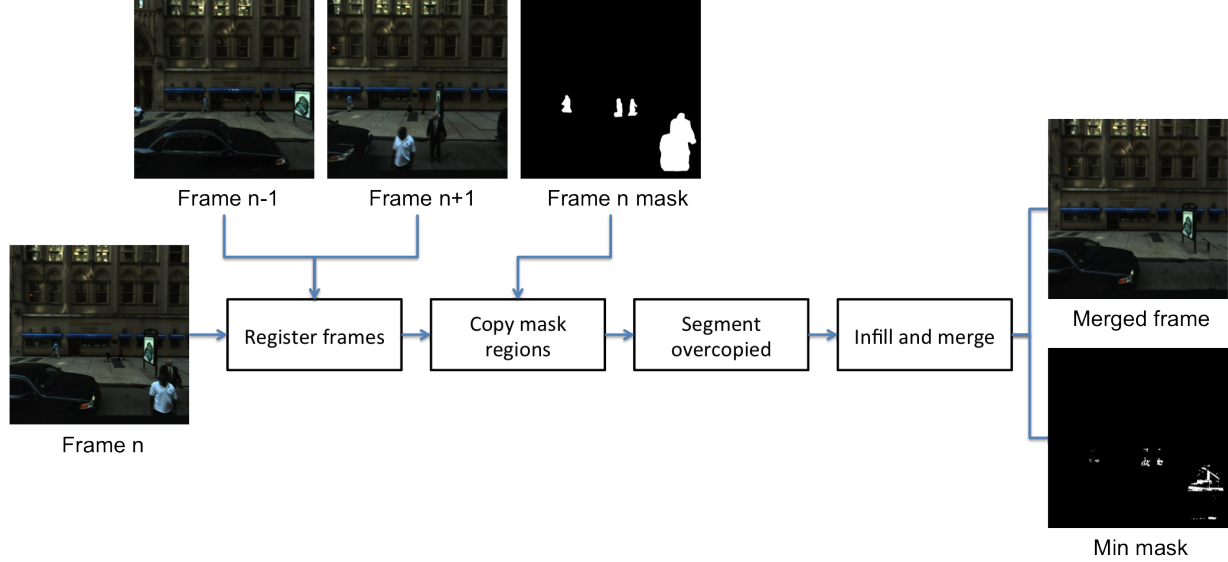 Frame n-1
Frame n+1
Frame n mask
Frame n
Register frames
Copy mask
regions
Segment
overcopied
Infill and merge
Merged frame
Min mask